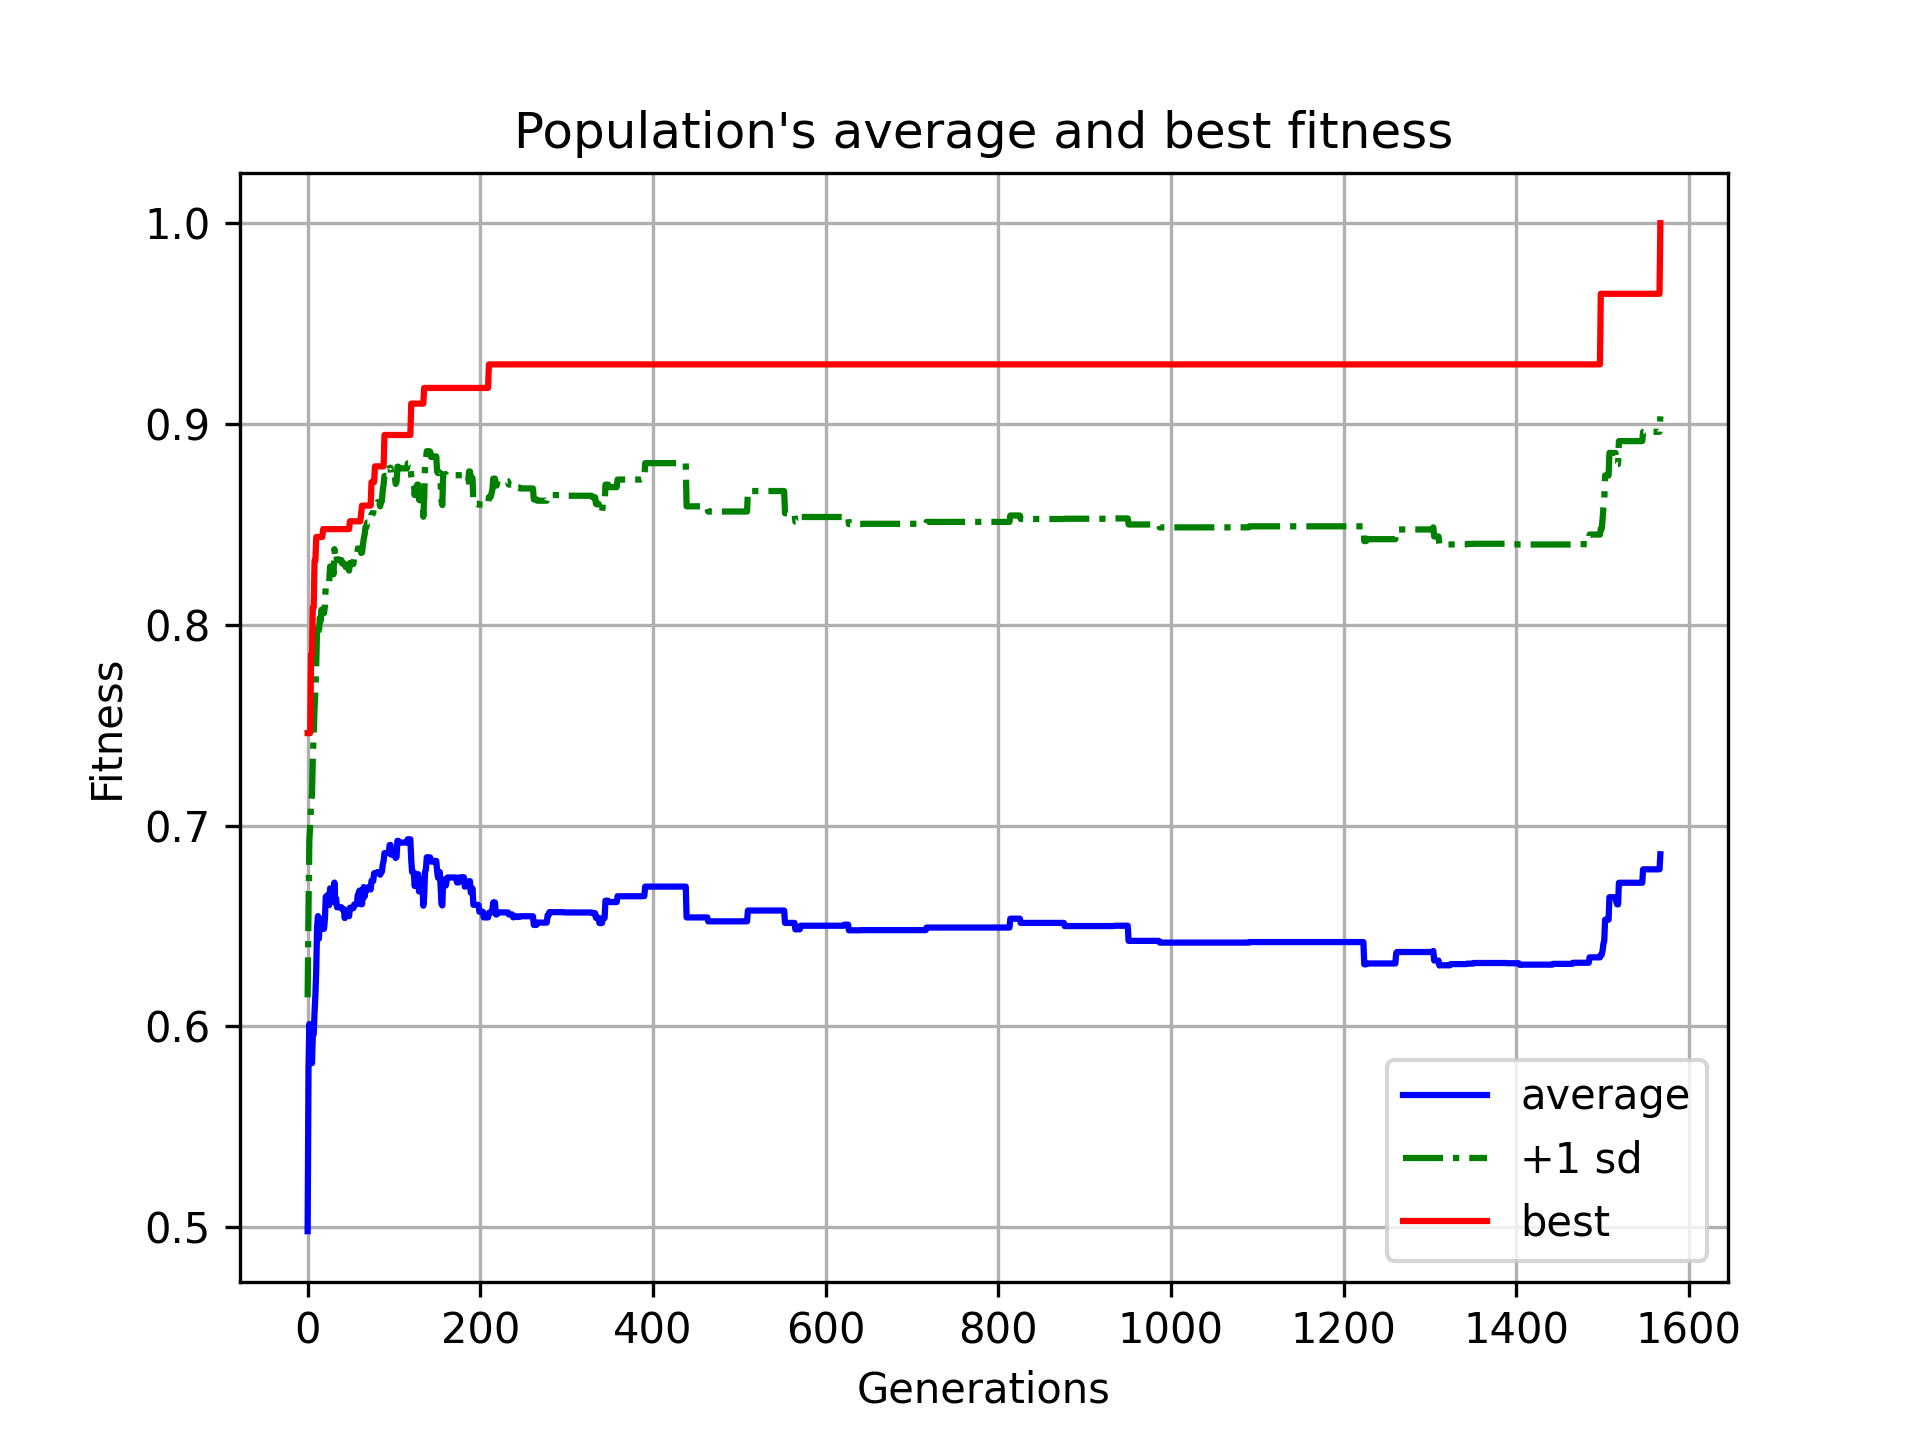 Population's average and best fitness
1.0
0.9
0.8
0.7
0.6
0.5
Fitness
0 200 400 600 800 1000 1200 1400 1600
Generations
average
+1 sd
best